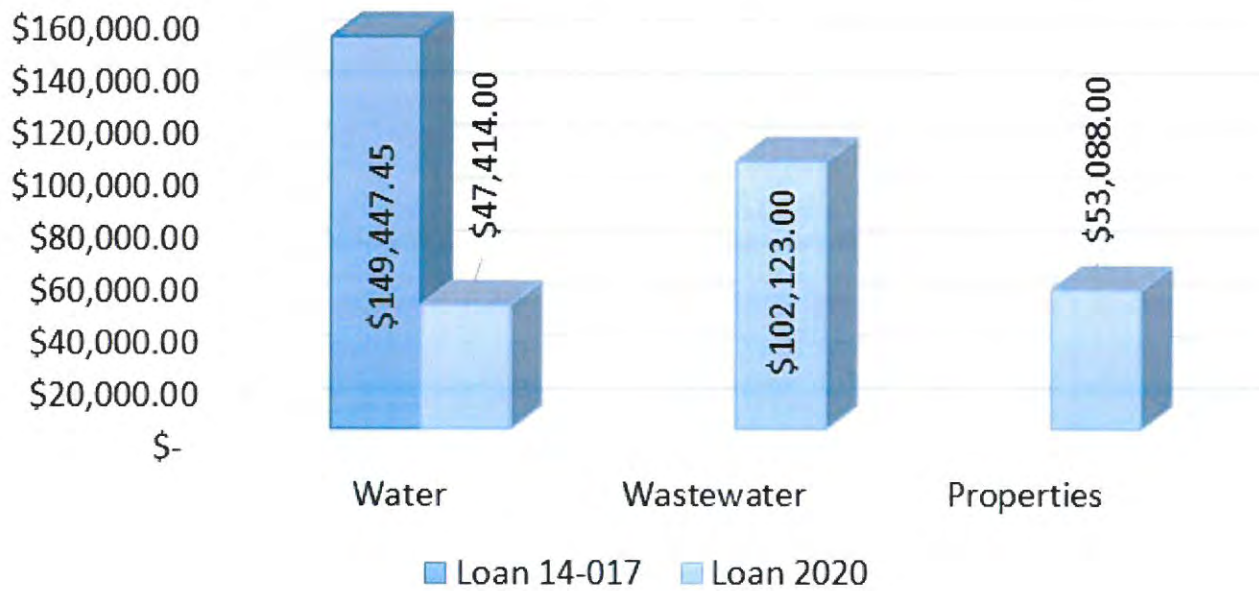 $160,000.00
$140,000.00
$120,000.00
$100,000.00
$80,000.00
$60,000.00
$40,000.00
$20,000.00
$-
$149,447.45
$47,414.00
$102,123.00
$53,088.00
Water
Wastewater
Properties
Loan 14-017
Loan 2020